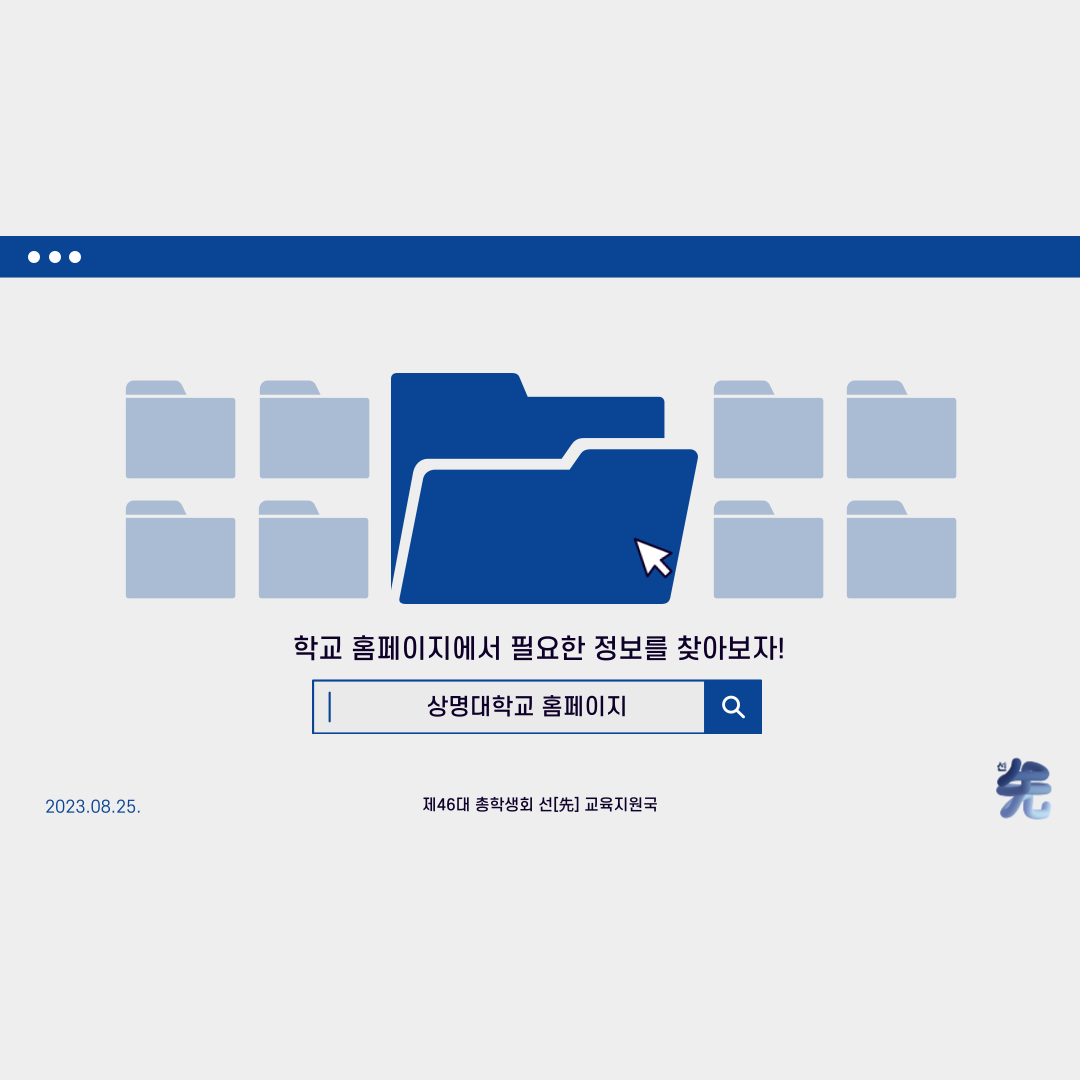 학교 홈페이지에서 필요한 정보를 찾아보자!
상명대학교 홈페이지
2023.08.25.
제46대 총학생회 선[先] 교육지원국
선
先